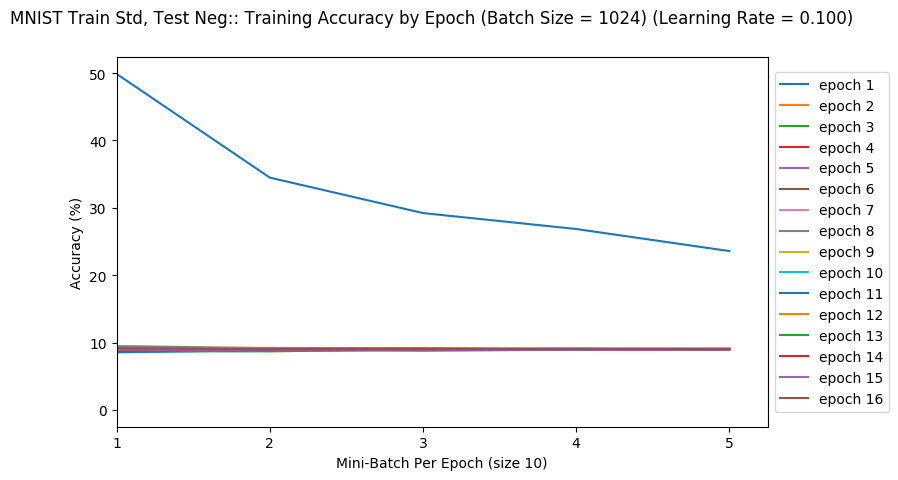 MNIST Train Std, Test Neg:: Training Accuracy by Epoch (Batch Size = 1024) (Learning Rate = 0.100)
50
40
30
20
10
0
Accuracy (%)
1
2
3
4
5
Mini-Batch Per Epoch (size 10)
epoch 1
epoch 2
epoch 3
epoch 4
epoch 5
epoch 6
epoch 7
epoch 8
epoch 9
epoch 10
epoch 11
epoch 12
epoch 13
epoch 14
epoch 15
epoch 16